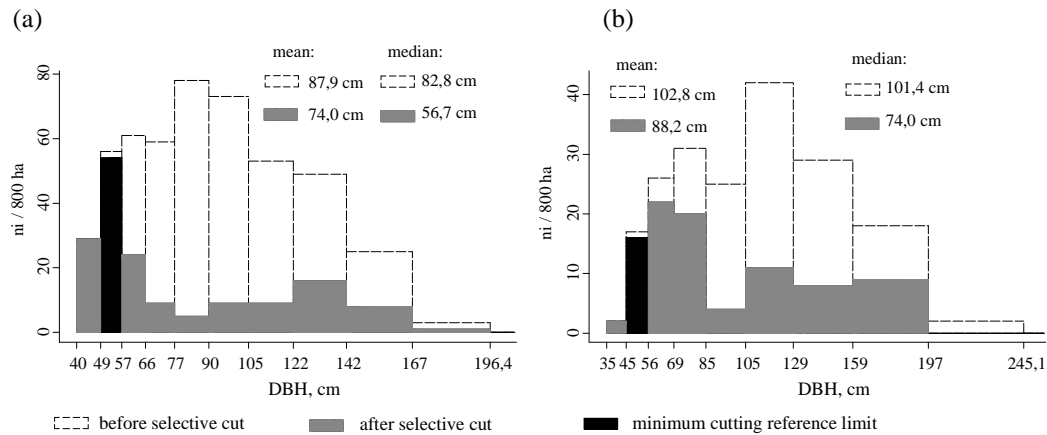 (a)
mean: median:
87,9 cm 82,8 cm
74,0 cm 56,7 cm
ni / 800 ha
0 20 40 60 80
40 49 57 66 77 90 105 122 142 167 196,4
DBH, cm
(b)
mean: median:
102,8 cm 101,4 cm
88,2 cm 74,0 cm
ni / 800 ha
0 10 20 30 40
35 45 56 69 85 105 129 159 197 245,1
DBH, cm
before selective cut after selective cut minimum cutting reference limit